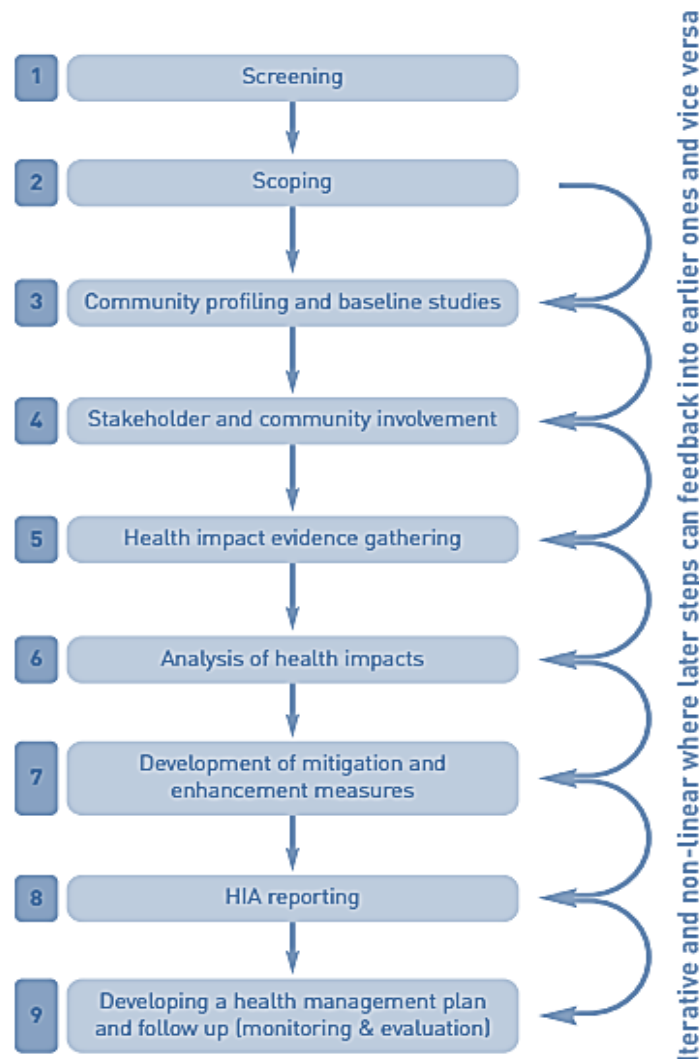 1
Screening
2
Scoping
3
Community profiling and baseline studies
4
Stakeholder and community involvement
5
Health impact evidence gathering
6
Analysis of health impacts
7
Development of mitigation and
enhancement measures
8
HIA reporting
9
Developing a health management plan
and follow up (monitoring & evaluation)
terative and non-linear where later steps can feedback into earlier ones and vice versa